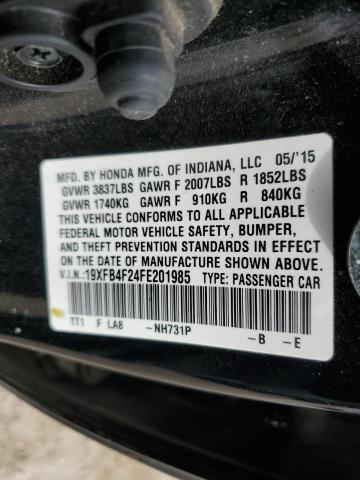 MFD. BY HONDA MFG. OF INDIANA, LLC 05/'15
GVWR 3837LBS GAWR F 2007LBS R 1852LBS
GVWR 1740KG GAWR F 910KG R 840KG
THIS VEHICLE CONFORMS TO ALL APPLICABLE
FEDERAL MOTOR VEHICLE SAFETY, BUMPER,
AND THEFT PREVENTION STANDARDS IN EFFECT
ON THE DATE OF MANUFACTURE SHOWN ABOVE.
V.I.N.:19XFB4F24FE201985 TYPE: PASSENGER CAR
TT1 F LA8 -NH731P -B -E